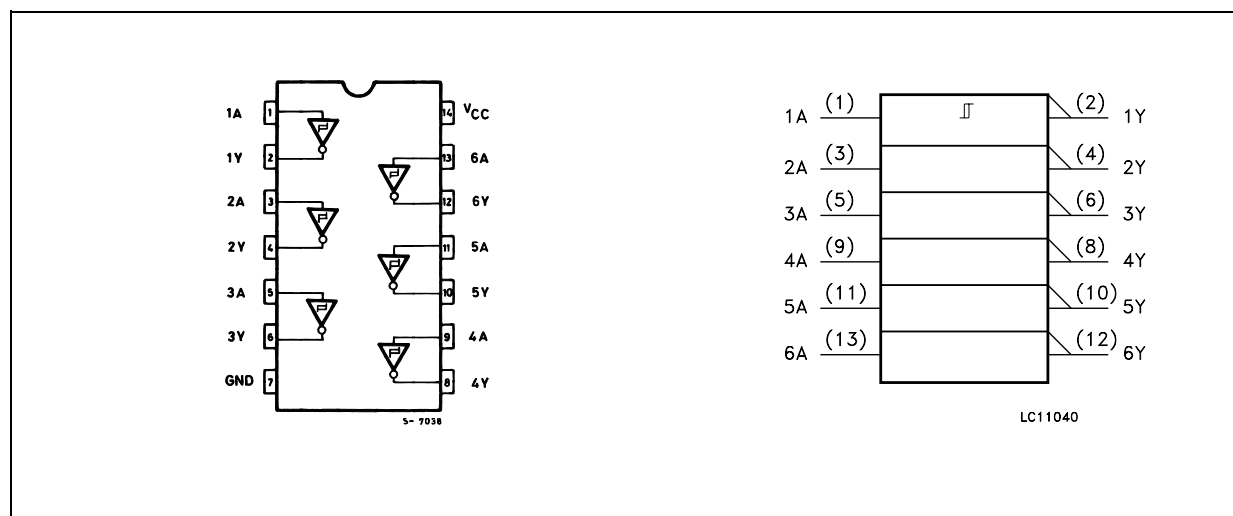 1A 1 14 VCC
1Y 2 13 6A
2A 3 12 6Y
2Y 4 11 5A
3A 5 10 5Y
3Y 6 9 4A
GND 7 8 4Y
S- 7038
1A (1) (2) 1Y
2A (3) (4) 2Y
3A (5) (6) 3Y
4A (9) (8) 4Y
5A (11) (10) 5Y
6A (13) (12) 6Y
LC11040